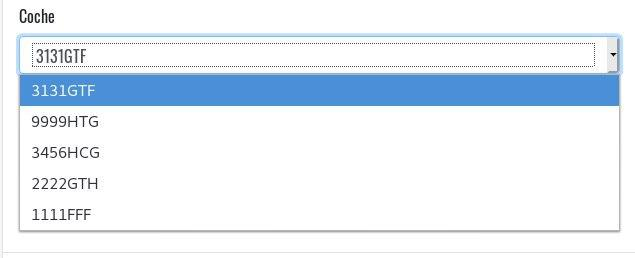 Coche
3131GTF
3131GTF
9999HTG
3456HCG
2222GTH
1111FFF